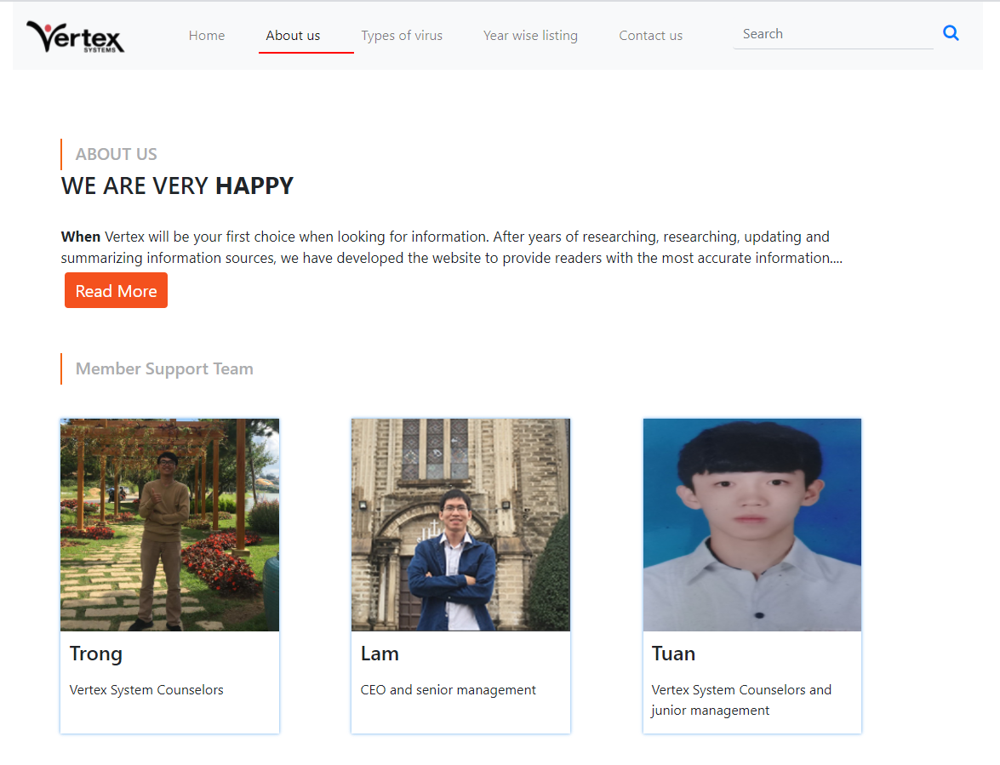 Vertex
SYSTEMS
Home About us Types of virus Year wise listing Contact us Search
ABOUT US
WE ARE VERY HAPPY
When Vertex will be your first choice when looking for information. After years of researching, researching, updating and
summarizing information sources, we have developed the website to provide readers with the most accurate information....
Read More
Member Support Team
Trong
Vertex System Counselors
Lam
CEO and senior management
Tuan
Vertex System Counselors and
junior management